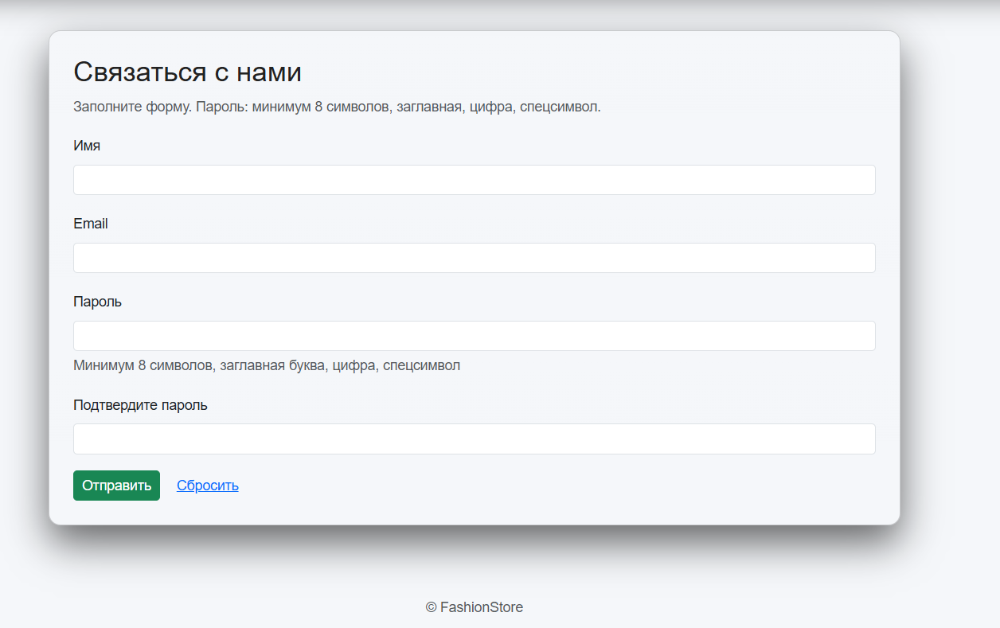 Связаться с нами
Заполните форму. Пароль: минимум 8 символов, заглавная, цифра, спецсимвол.
Имя
Email
Пароль
Минимум 8 символов, заглавная буква, цифра, спецсимвол
Подтвердите пароль
Отправить Сбросить
© FashionStore